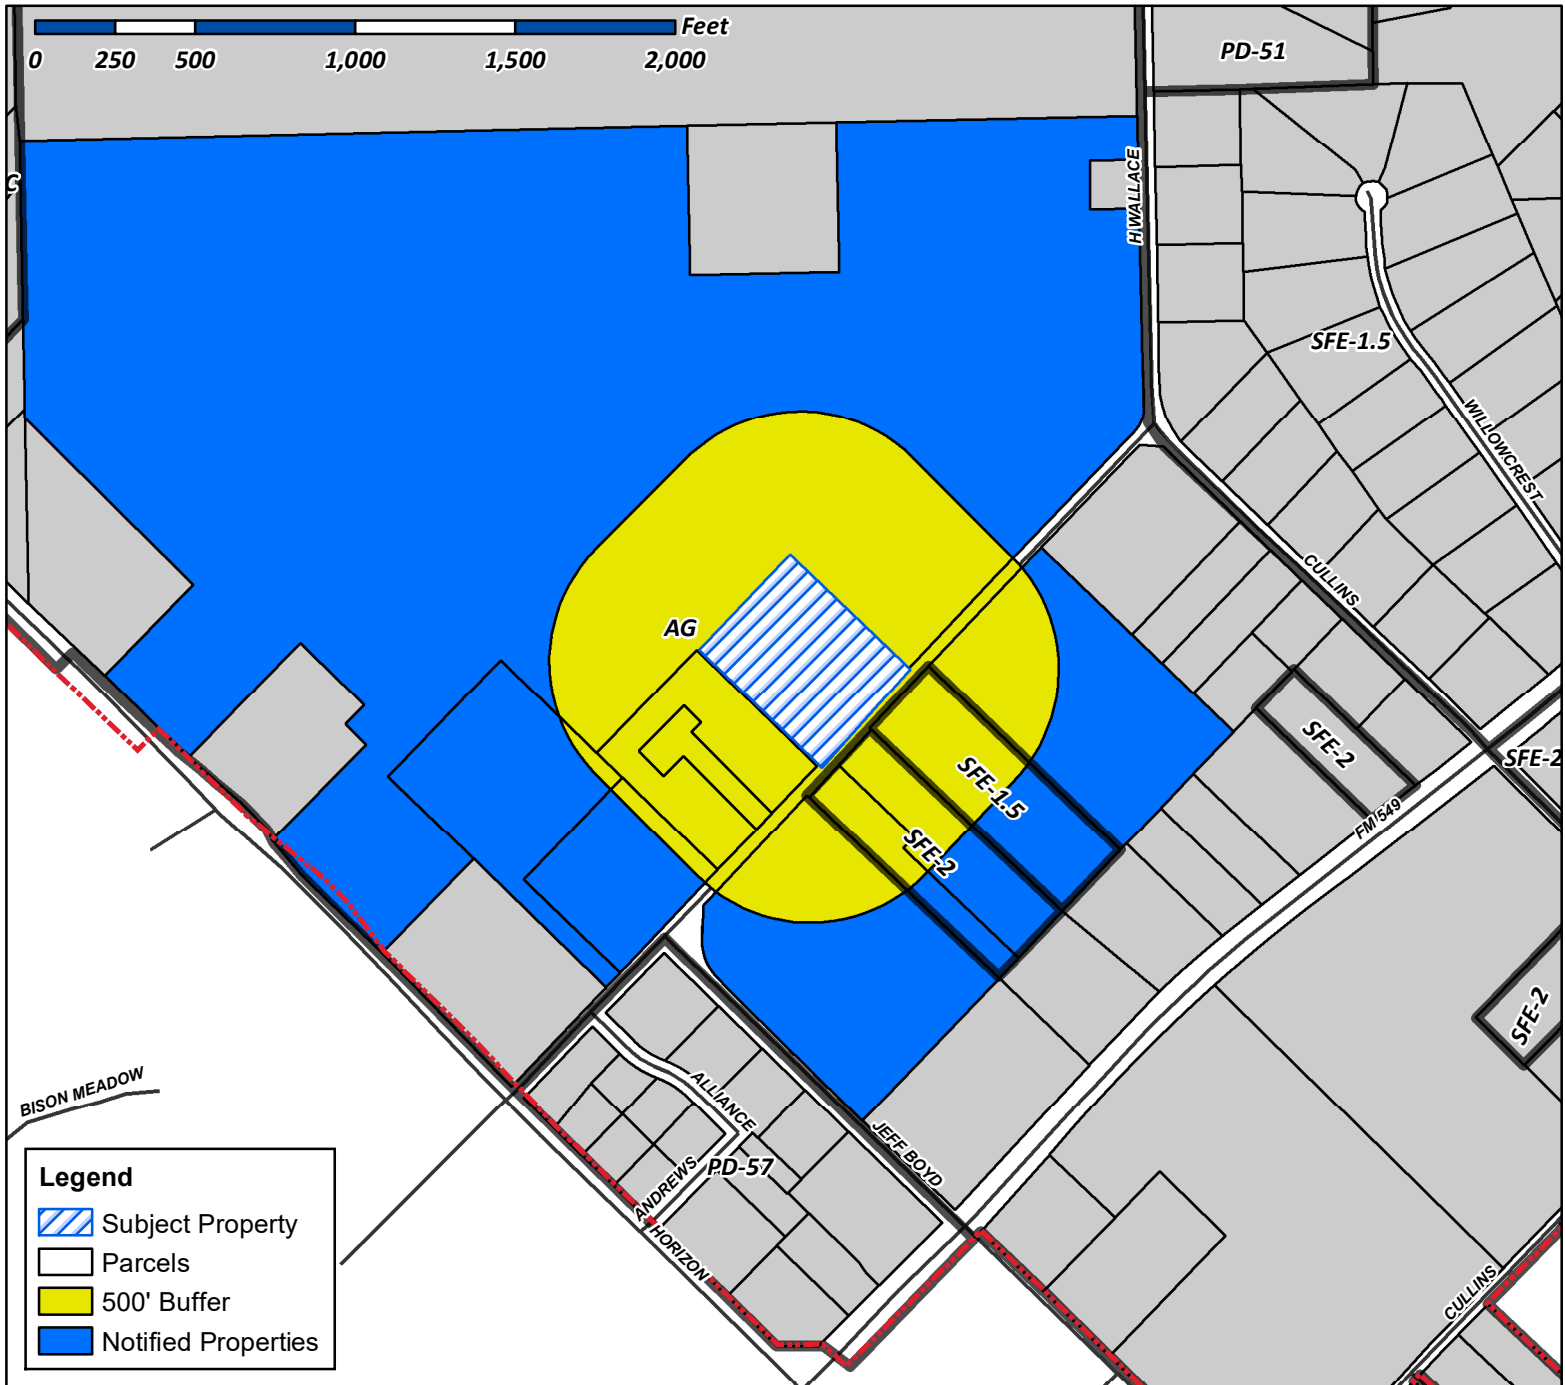 Feet
0 250 500 1,000 1,500 2,000
PD-51
C
H WALLACE
SFE-1.5
WILLOWCREST
CULLINS
AG
SFE-2
SFE-2
SFE-1.5
FM 549
SFE-2
SFE-2
BISON MEADOW
ALLIANCE
JEFF BOYD
ANDREWS
PD-57
HORIZON
CULLINS
Legend
Subject Property
Parcels
500' Buffer
Notified Properties